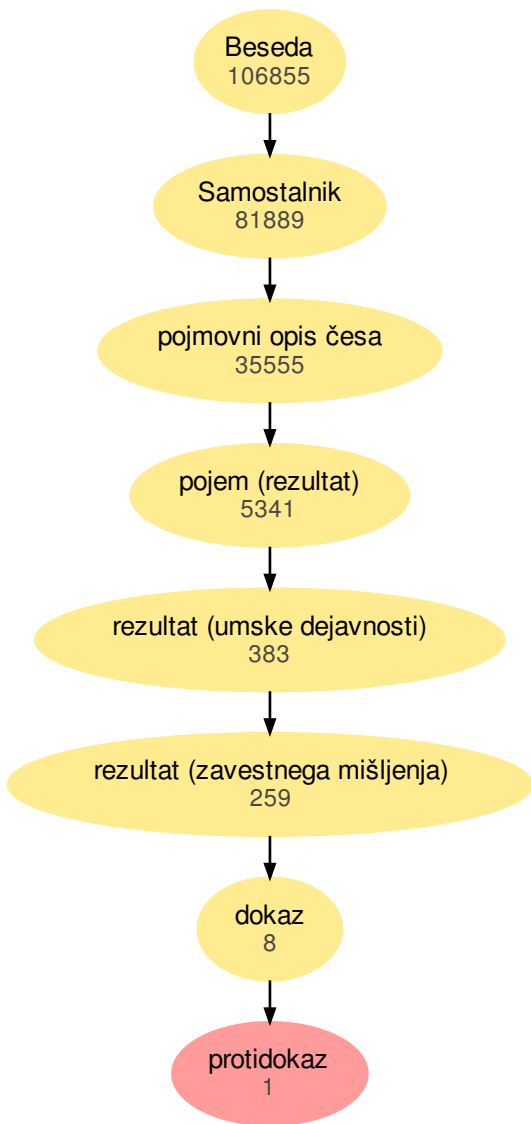 Beseda
106855
Samostalnik
81889
pojmovni opis česa
35555
pojem (rezultat)
5341
rezultat (umske dejavnosti)
383
rezultat (zavestnega mišljenja)
259
dokaz
8
protidokaz
1